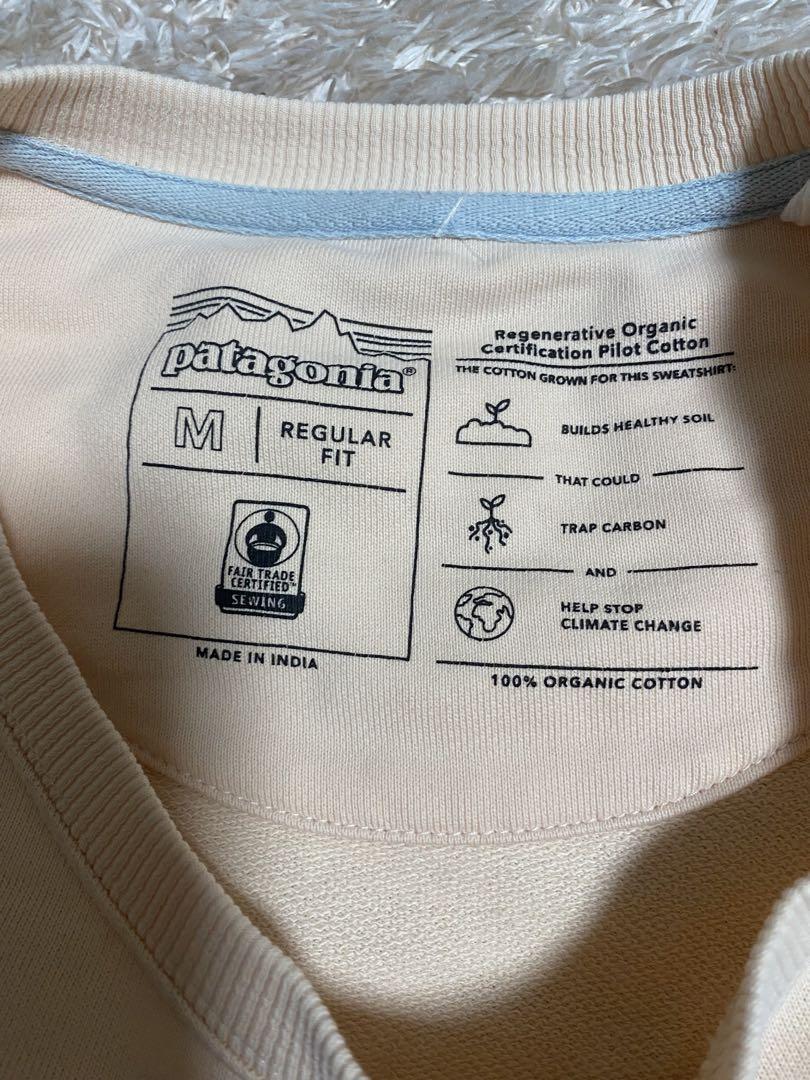 patagonia®
M
REGULAR
FIT
FAIR TRADE
CERTIFIED™
SEWING
MADE IN INDIA
Regenerative Organic
Certification Pilot Cotton
THE COTTON GROWN FOR THIS SWEATSHIRT:
BUILDS HEALTHY SOIL
THAT COULD
TRAP CARBON
AND
HELP STOP
CLIMATE CHANGE
100% ORGANIC COTTON